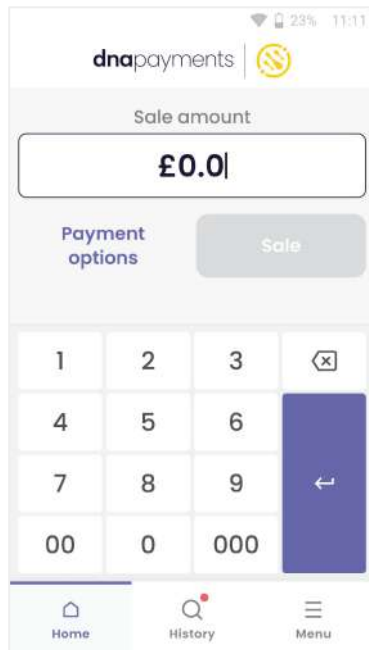 23% 11:11
dnapayments
Sale amount
£0.0
Payment
options
Sale
1 2 3
4 5 6
7 8 9
00 0 000
Home History Menu